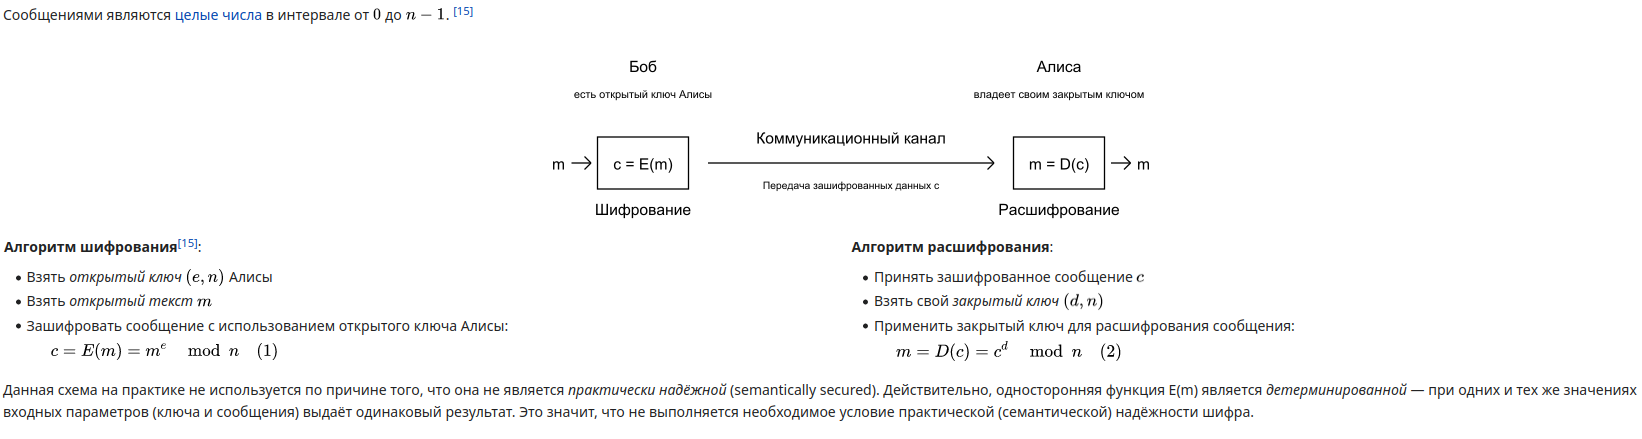 Сообщениями являются целые числа в интервале от 0 до n − 1. [15]
Боб
есть открытый ключ Алисы
Алиса
владеет своим закрытым ключом
Коммуникационный канал
m
c = E(m)
m = D(c)
m
Передача зашифрованных данных c
Шифрование
Расшифрование
Алгоритм шифрования[15]:
• Взять открытый ключ (e, n) Алисы
• Взять открытый текст m
• Зашифровать сообщение с использованием открытого ключа Алисы:
c = E(m) = m^e mod n (1)
Алгоритм расшифрования:
• Принять зашифрованное сообщение c
• Взять свой закрытый ключ (d, n)
• Применить закрытый ключ для расшифрования сообщения:
m = D(c) = c^d mod n (2)
Данная схема на практике не используется по причине того, что она не является практически надёжной (semantically secured). Действительно, односторонняя функция E(m) является детерминированной — при одних и тех же значениях
входных параметров (ключа и сообщения) выдаёт одинаковый результат. Это значит, что не выполняется необходимое условие практической (семантической) надёжности шифра.